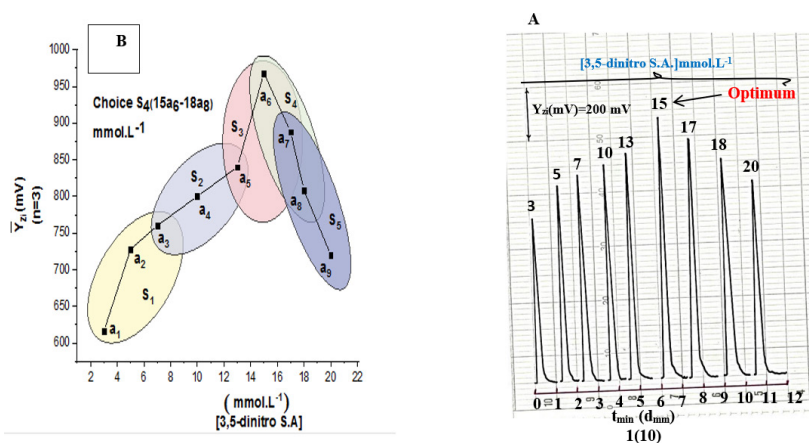 B
Choice S4(15a6-18a8)
mmol.L-1
Y̅zi(mV)
(n=3)
1000
950
900
850
800
750
700
650
600
a1
a2
a3
a4
a5
a6
a7
a8
a9
S1
S2
S3
S4
S5
2 4 6 8 10 12 14 16 18 20 22
(mmol.L-1)
[3,5-dinitro S.A]
A
[3,5-dinitro S.A.]mmol.L-1
Yzi(mV)=200 mV
Optimum
3 5 7 10 13 15 17 18 20
0 1 2 3 4 5 6 7 8 9 10 11 12
tmin (dmm)
1(10)